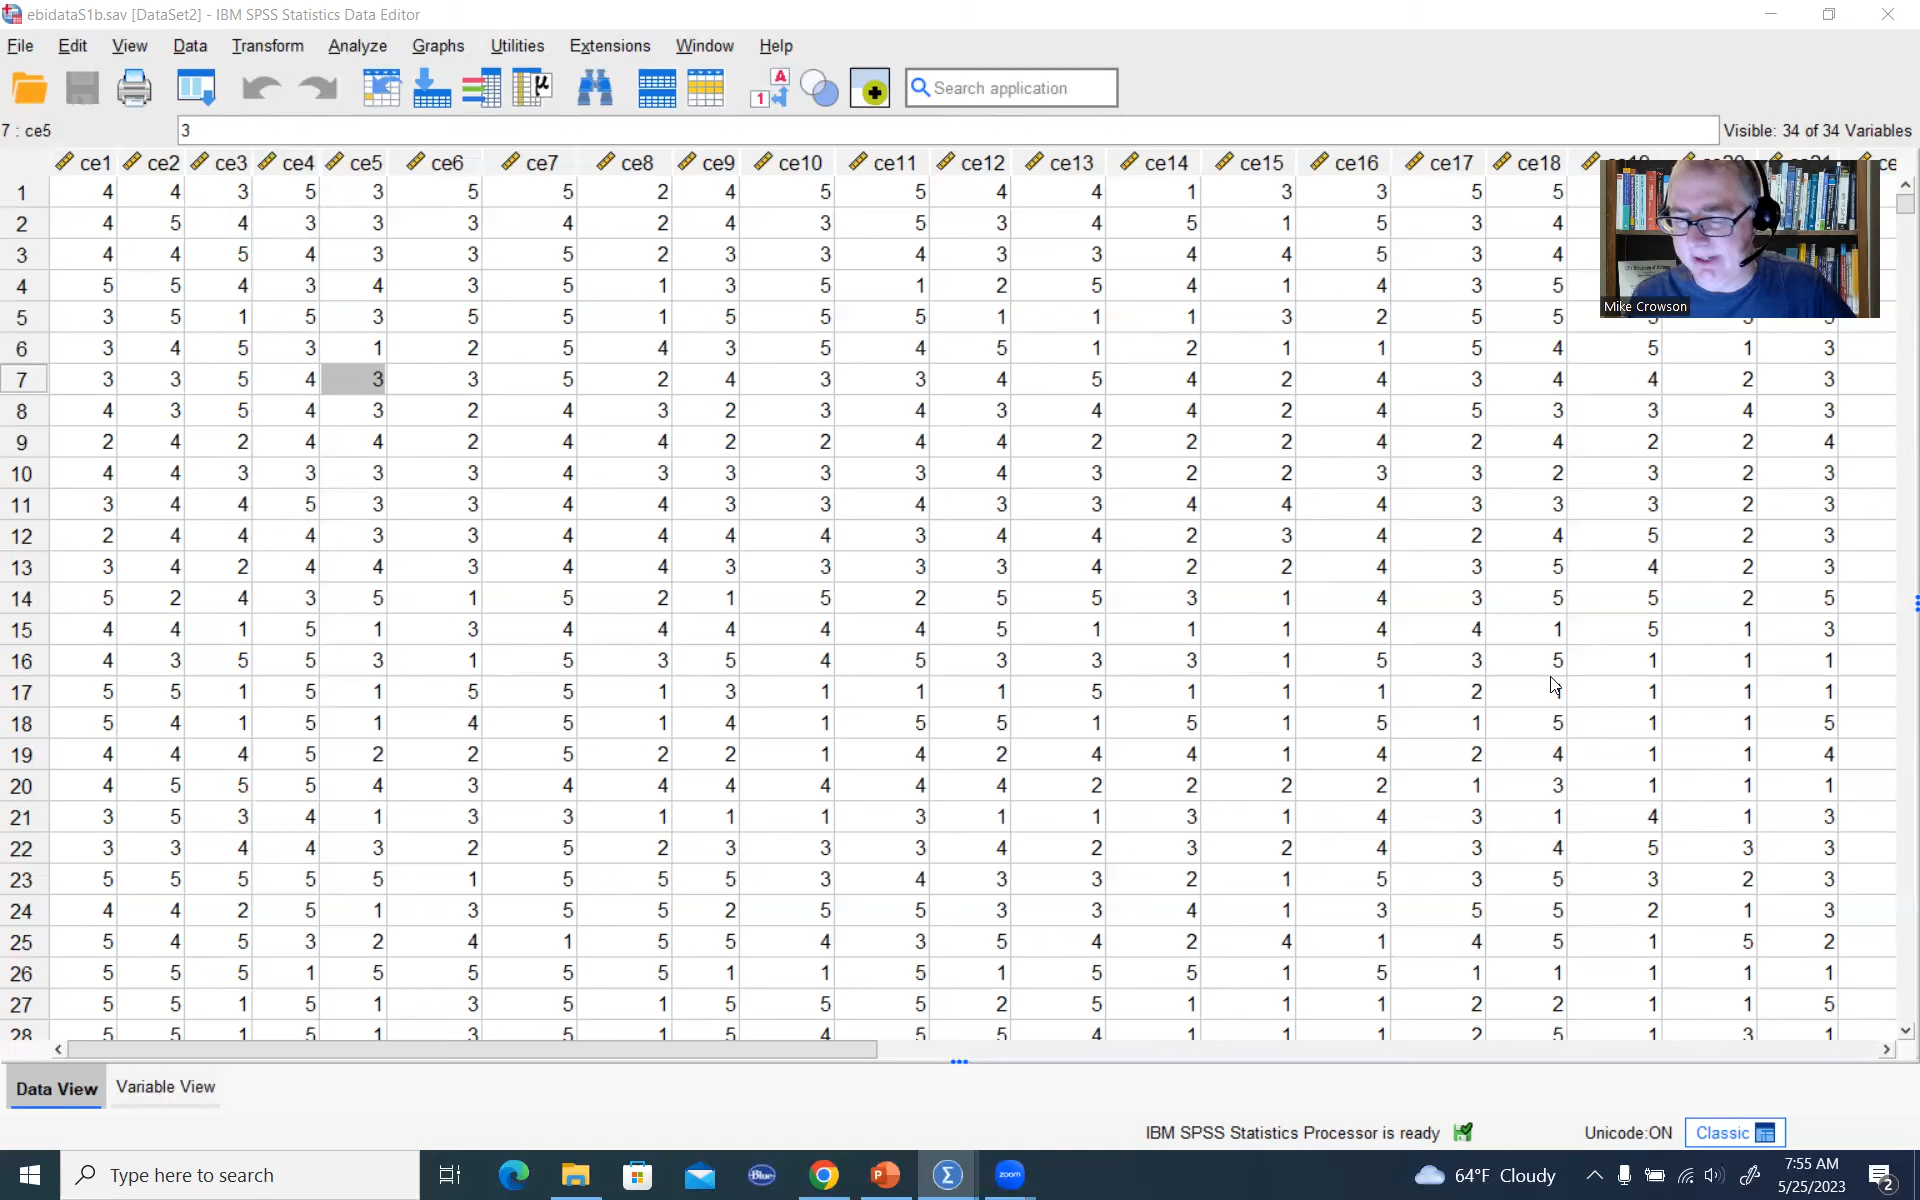 ebidataS1b.sav [DataSet2] - IBM SPSS Statistics Data Editor
File Edit View Data Transform Analyze Graphs Utilities Extensions Window Help
Search application
7 : ce5 3 Visible: 34 of 34 Variables
ce1 ce2 ce3 ce4 ce5 ce6 ce7 ce8 ce9 ce10 ce11 ce12 ce13 ce14 ce15 ce16 ce17 ce18 ce
1 4 4 3 5 3 5 5 2 4 5 5 4 4 1 3 3 5 5
2 4 5 4 3 3 3 4 2 4 3 5 3 4 5 1 5 3 4
3 4 4 5 4 3 3 5 2 3 3 4 3 3 4 4 5 3 4
4 5 5 4 3 4 3 5 1 3 5 1 2 5 4 1 4 3 5
Mike Crowson
5 3 5 1 5 3 5 5 1 5 5 5 1 1 1 3 2 5 5
6 3 4 5 3 1 2 5 4 3 5 4 5 1 2 1 1 5 4 5 1 3
7 3 3 5 4 3 3 5 2 4 3 3 4 5 4 2 4 3 4 4 2 3
8 4 3 5 4 3 2 4 3 2 3 4 3 4 4 2 4 5 3 3 4 3
9 2 4 2 4 4 2 4 4 2 2 4 4 2 2 2 4 2 4 2 2 4
10 4 4 3 3 3 3 4 3 3 3 3 4 3 2 2 3 3 2 3 2 3
11 3 4 4 5 3 3 4 4 3 3 4 3 3 4 4 4 3 3 3 2 3
12 2 4 4 4 3 3 4 4 4 4 3 4 4 2 3 4 2 4 5 2 3
13 3 4 2 4 4 3 4 4 3 3 3 3 4 2 2 4 3 5 4 2 3
14 5 2 4 3 5 1 5 2 1 5 2 5 5 3 1 4 3 5 5 2 5
15 4 4 1 5 1 3 4 4 4 4 4 5 1 1 1 4 4 1 5 1 3
16 4 3 5 5 3 1 5 3 5 4 5 3 3 3 1 5 3 5 1 1 1
17 5 5 1 5 1 5 5 1 3 1 1 1 5 1 1 1 2 1 1 1 1
18 5 4 1 5 1 4 5 1 4 1 5 5 1 5 1 5 1 5 1 1 5
19 4 4 4 5 2 2 5 2 2 1 4 2 4 4 1 4 2 4 1 1 4
20 4 5 5 5 4 3 4 4 4 4 4 4 2 2 2 2 1 3 1 1 1
21 3 5 3 4 1 3 3 1 1 1 3 1 1 3 1 4 3 1 4 1 3
22 3 3 4 4 3 2 5 2 3 3 3 4 2 3 2 4 3 4 5 3 3
23 5 5 5 5 5 1 5 5 5 3 4 3 3 2 1 5 3 5 3 2 3
24 4 4 2 5 1 3 5 5 2 5 5 3 3 4 1 3 5 5 2 1 3
25 5 4 5 3 2 4 1 5 5 4 3 5 4 2 4 1 4 5 1 5 2
26 5 5 5 1 5 5 5 5 1 1 5 1 5 5 1 5 1 1 1 1 1
27 5 5 1 5 1 3 5 1 5 5 5 2 5 1 1 1 2 2 1 1 5
28 5 5 1 5 1 3 5 1 5 4 5 5 4 1 1 1 2 5 1 3 1
Data View Variable View
IBM SPSS Statistics Processor is ready Unicode:ON Classic
Type here to search Blue zoom 64°F Cloudy 7:55 AM
5/25/2023 2